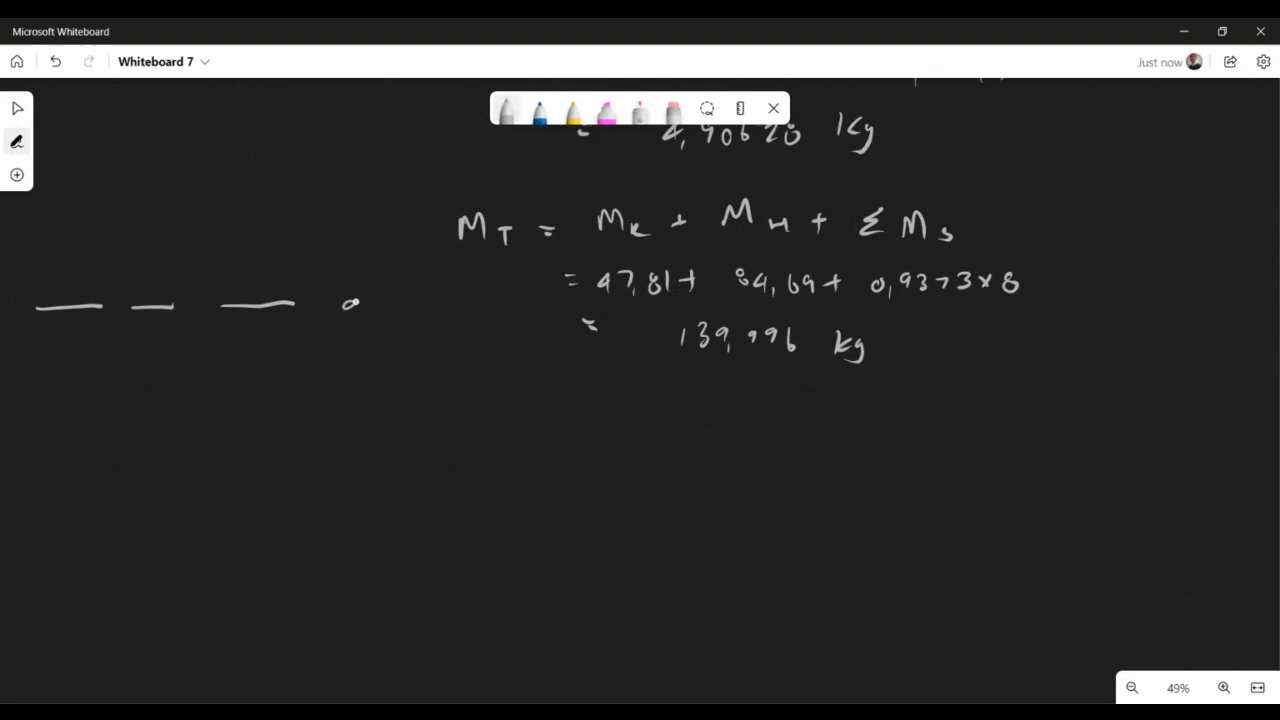 Microsoft Whiteboard
Whiteboard 7
Just now
= 4,90628 Kg
M_T = M_K + M_H + Σ M_s
= 47,81 + 84,69 + 0,9373 × 8
= 139,996 kg
49%